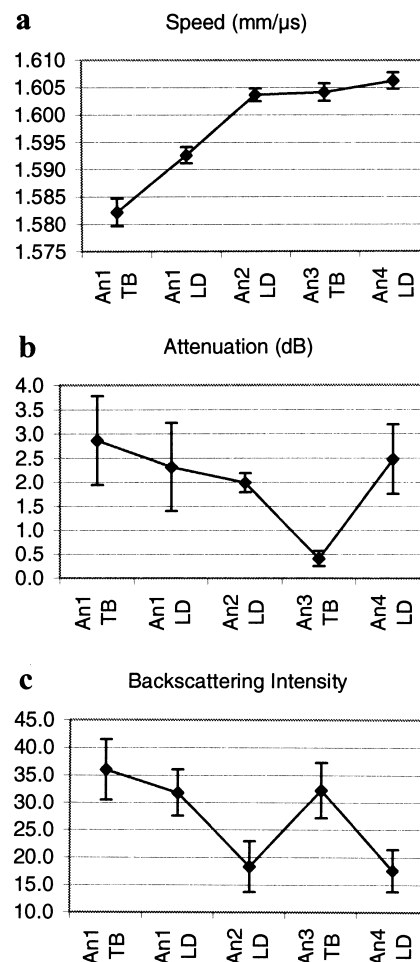 a
Speed (mm/µs)
1.610
1.605
1.600
1.595
1.590
1.585
1.580
1.575
An1 TB
An1 LD
An2 LD
An3 TB
An4 LD
b
Attenuation (dB)
4.0
3.5
3.0
2.5
2.0
1.5
1.0
0.5
0.0
An1 TB
An1 LD
An2 LD
An3 TB
An4 LD
c
Backscattering Intensity
45.0
40.0
35.0
30.0
25.0
20.0
15.0
10.0
An1 TB
An1 LD
An2 LD
An3 TB
An4 LD